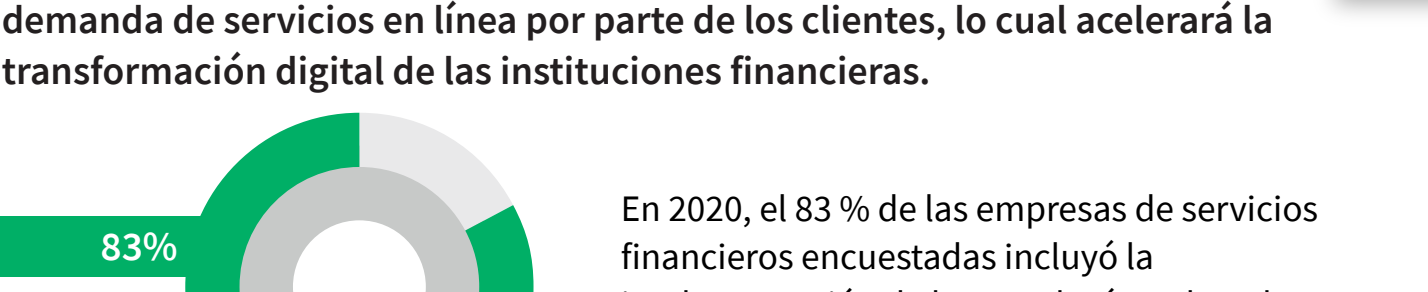 demanda de servicios en línea por parte de los clientes, lo cual acelerará la
transformación digital de las instituciones financieras.
83%
En 2020, el 83 % de las empresas de servicios
financieros encuestadas incluyó la